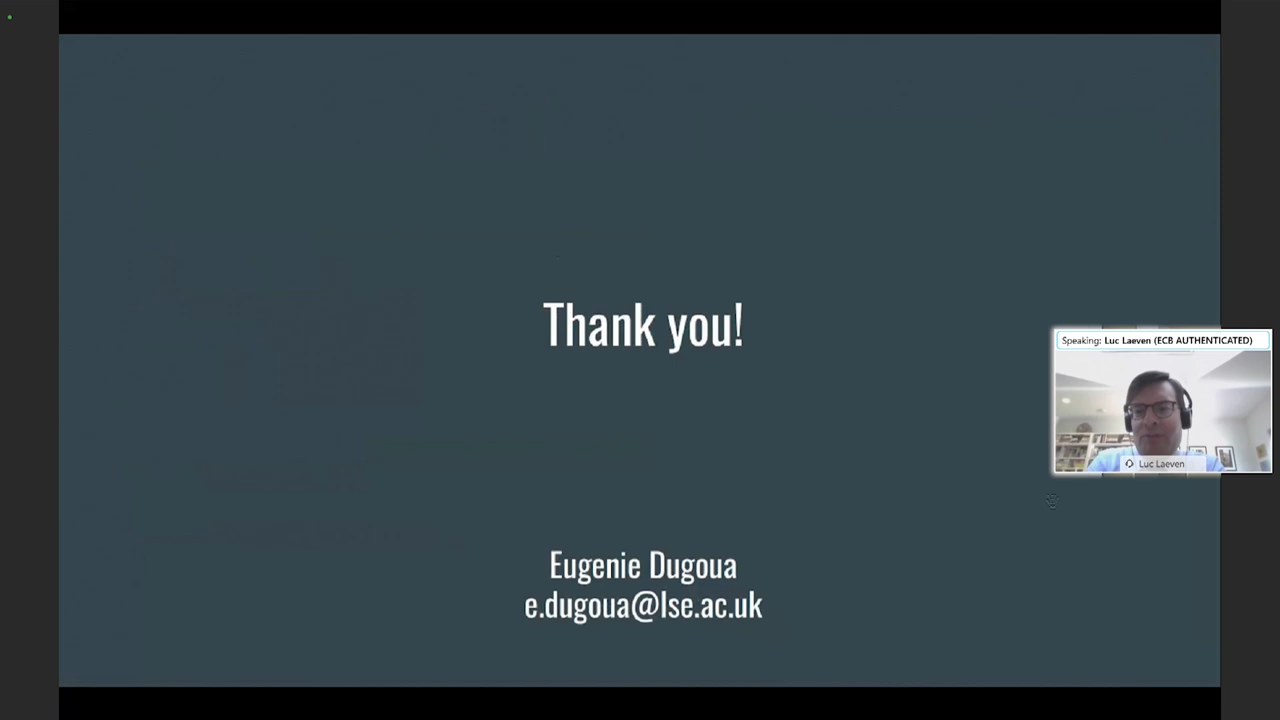 Thank you!
Speaking: Luc Laeven (ECB AUTHENTICATED)
Luc Laeven
Eugenie Dugoua
e.dugoua@lse.ac.uk